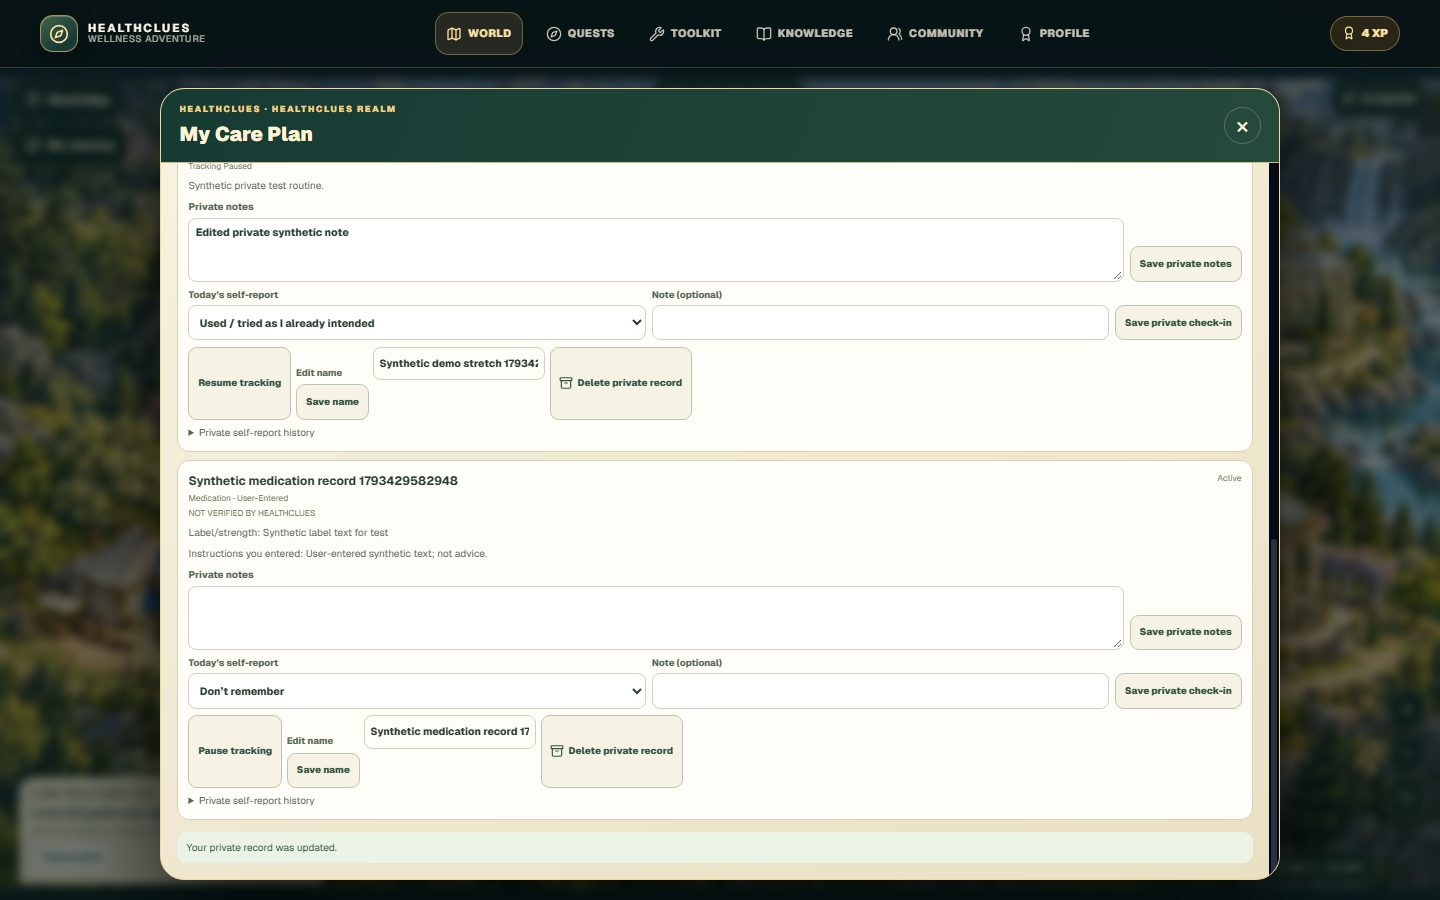 HEALTHCLUES
WELLNESS ADVENTURE
WORLD
QUESTS
TOOLKIT
KNOWLEDGE
COMMUNITY
PROFILE
4 XP
HEALTHCLUES · HEALTHCLUES REALM
My Care Plan
Tracking Paused
Synthetic private test routine.
Private notes
Edited private synthetic note
Save private notes
Today's self-report
Note (optional)
Used / tried as I already intended
Save private check-in
Resume tracking
Edit name
Synthetic demo stretch 179342
Save name
Delete private record
Private self-report history
Synthetic medication record 1793429582948
Active
Medication · User-Entered
NOT VERIFIED BY HEALTHCLUES
Label/strength: Synthetic label text for test
Instructions you entered: User-entered synthetic text; not advice.
Private notes
Save private notes
Today's self-report
Note (optional)
Don't remember
Save private check-in
Pause tracking
Edit name
Synthetic medication record 17
Save name
Delete private record
Private self-report history
Your private record was updated.